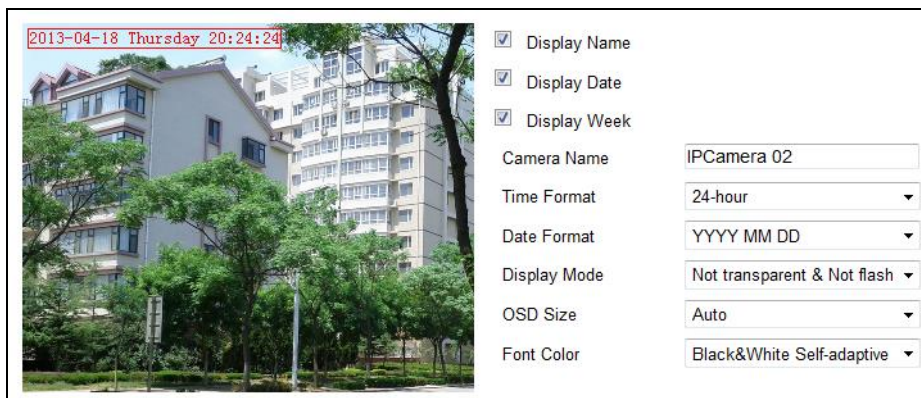 2013-04-18 Thursday 20:24:24
Display Name
Display Date
Display Week
Camera Name IPCamera 02
Time Format 24-hour
Date Format YYYY MM DD
Display Mode Not transparent & Not flash
OSD Size Auto
Font Color Black&White Self-adaptive